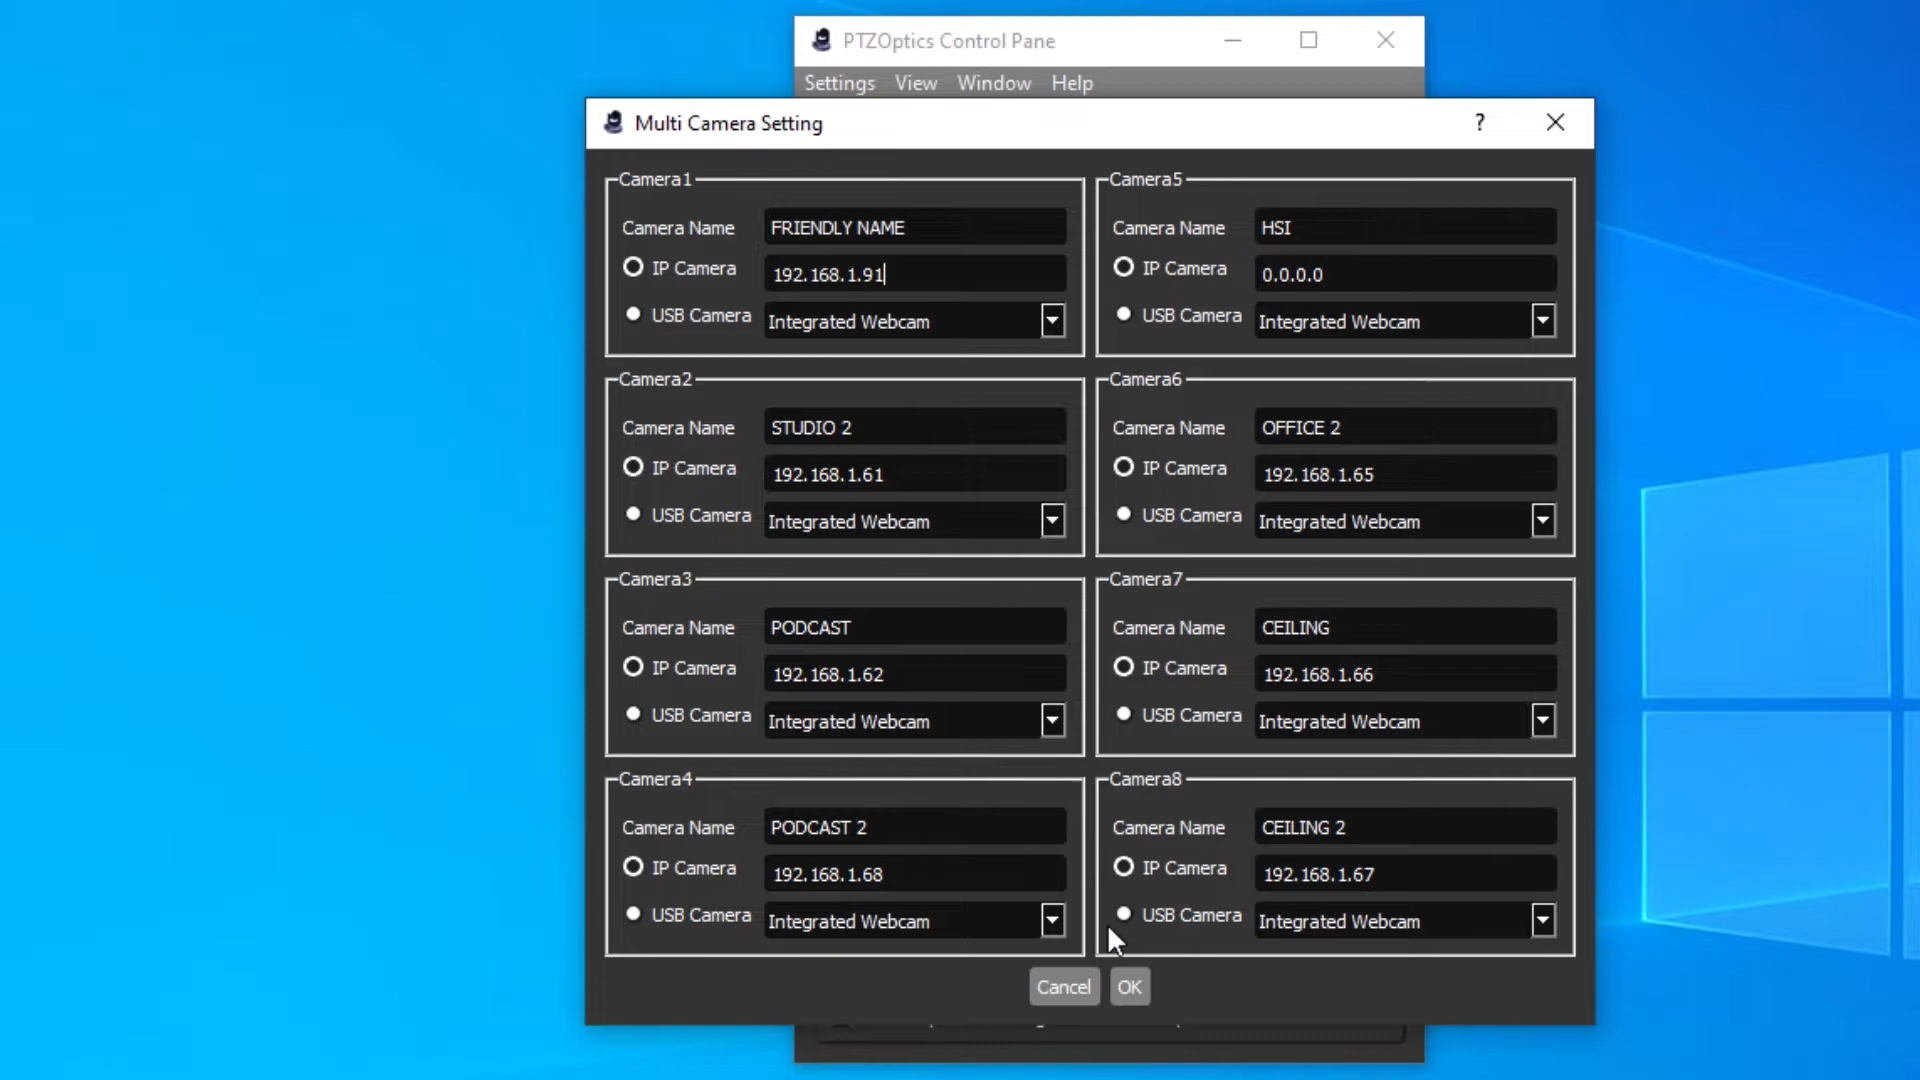 PTZOptics Control Pane
Settings View Window Help
Multi Camera Setting
?
Camera1
Camera Name FRIENDLY NAME
IP Camera 192.168.1.91
USB Camera Integrated Webcam
Camera2
Camera Name STUDIO 2
IP Camera 192.168.1.61
USB Camera Integrated Webcam
Camera3
Camera Name PODCAST
IP Camera 192.168.1.62
USB Camera Integrated Webcam
Camera4
Camera Name PODCAST 2
IP Camera 192.168.1.68
USB Camera Integrated Webcam
Camera5
Camera Name HSI
IP Camera 0.0.0.0
USB Camera Integrated Webcam
Camera6
Camera Name OFFICE 2
IP Camera 192.168.1.65
USB Camera Integrated Webcam
Camera7
Camera Name CEILING
IP Camera 192.168.1.66
USB Camera Integrated Webcam
Camera8
Camera Name CEILING 2
IP Camera 192.168.1.67
USB Camera Integrated Webcam
Cancel OK